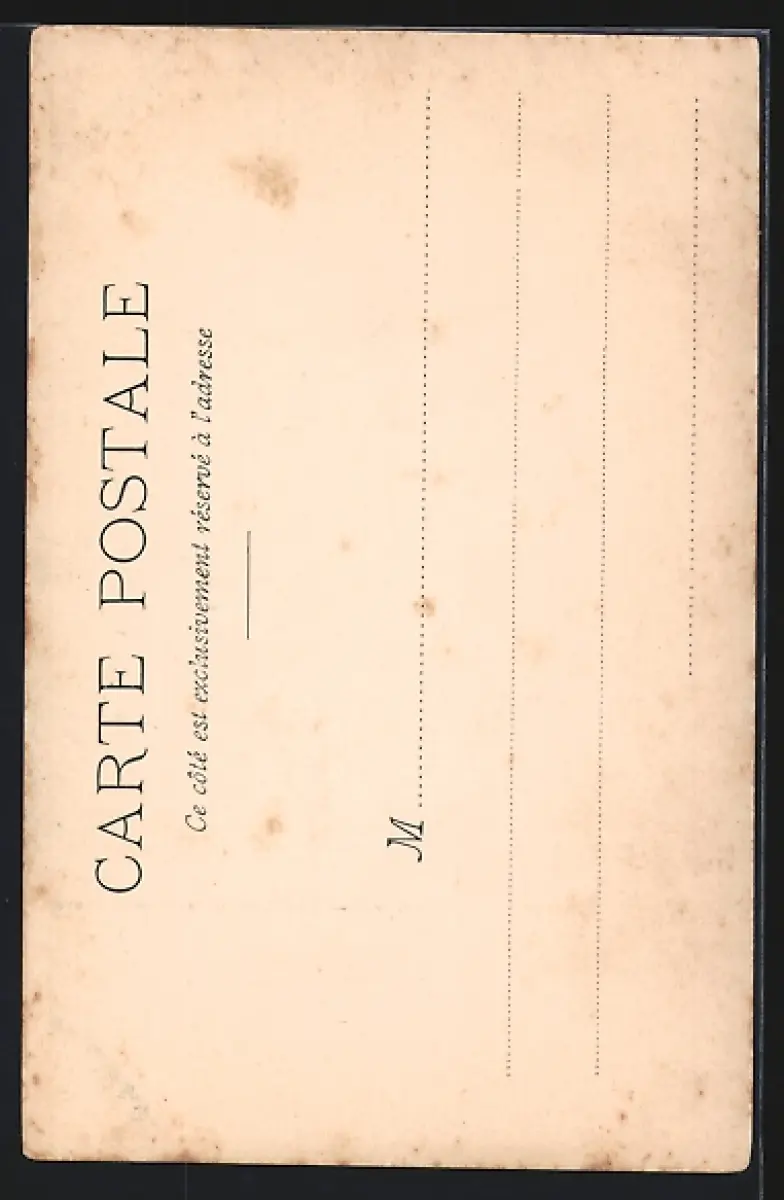 CARTE POSTALE
Ce côté est exclusivement réservé à l'adresse
M